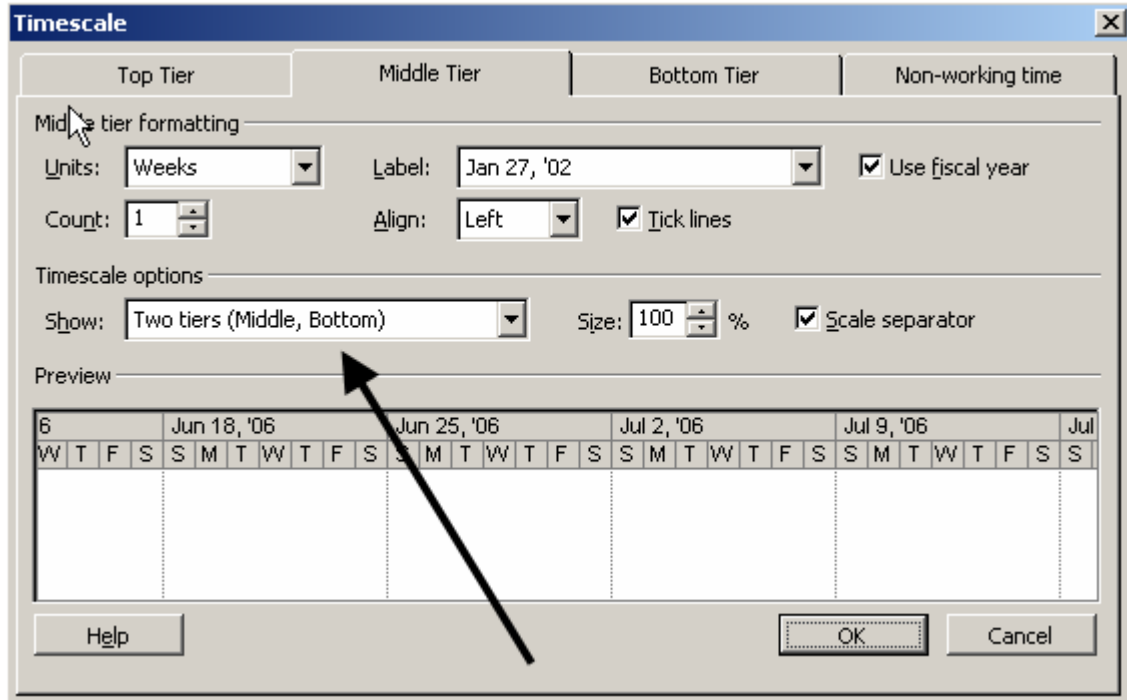 Timescale
Top Tier Middle Tier Bottom Tier Non-working time
Middle tier formatting
Units: Weeks Label: Jan 27, '02 Use fiscal year
Count: 1 Align: Left Tick lines
Timescale options
Show: Two tiers (Middle, Bottom) Size: 100 % Scale separator
Preview
6 Jun 18, '06 Jun 25, '06 Jul 2, '06 Jul 9, '06 Jul
W T F S S M T W T F S S M T W T F S S M T W T F S S M T W T F S S
Help OK Cancel